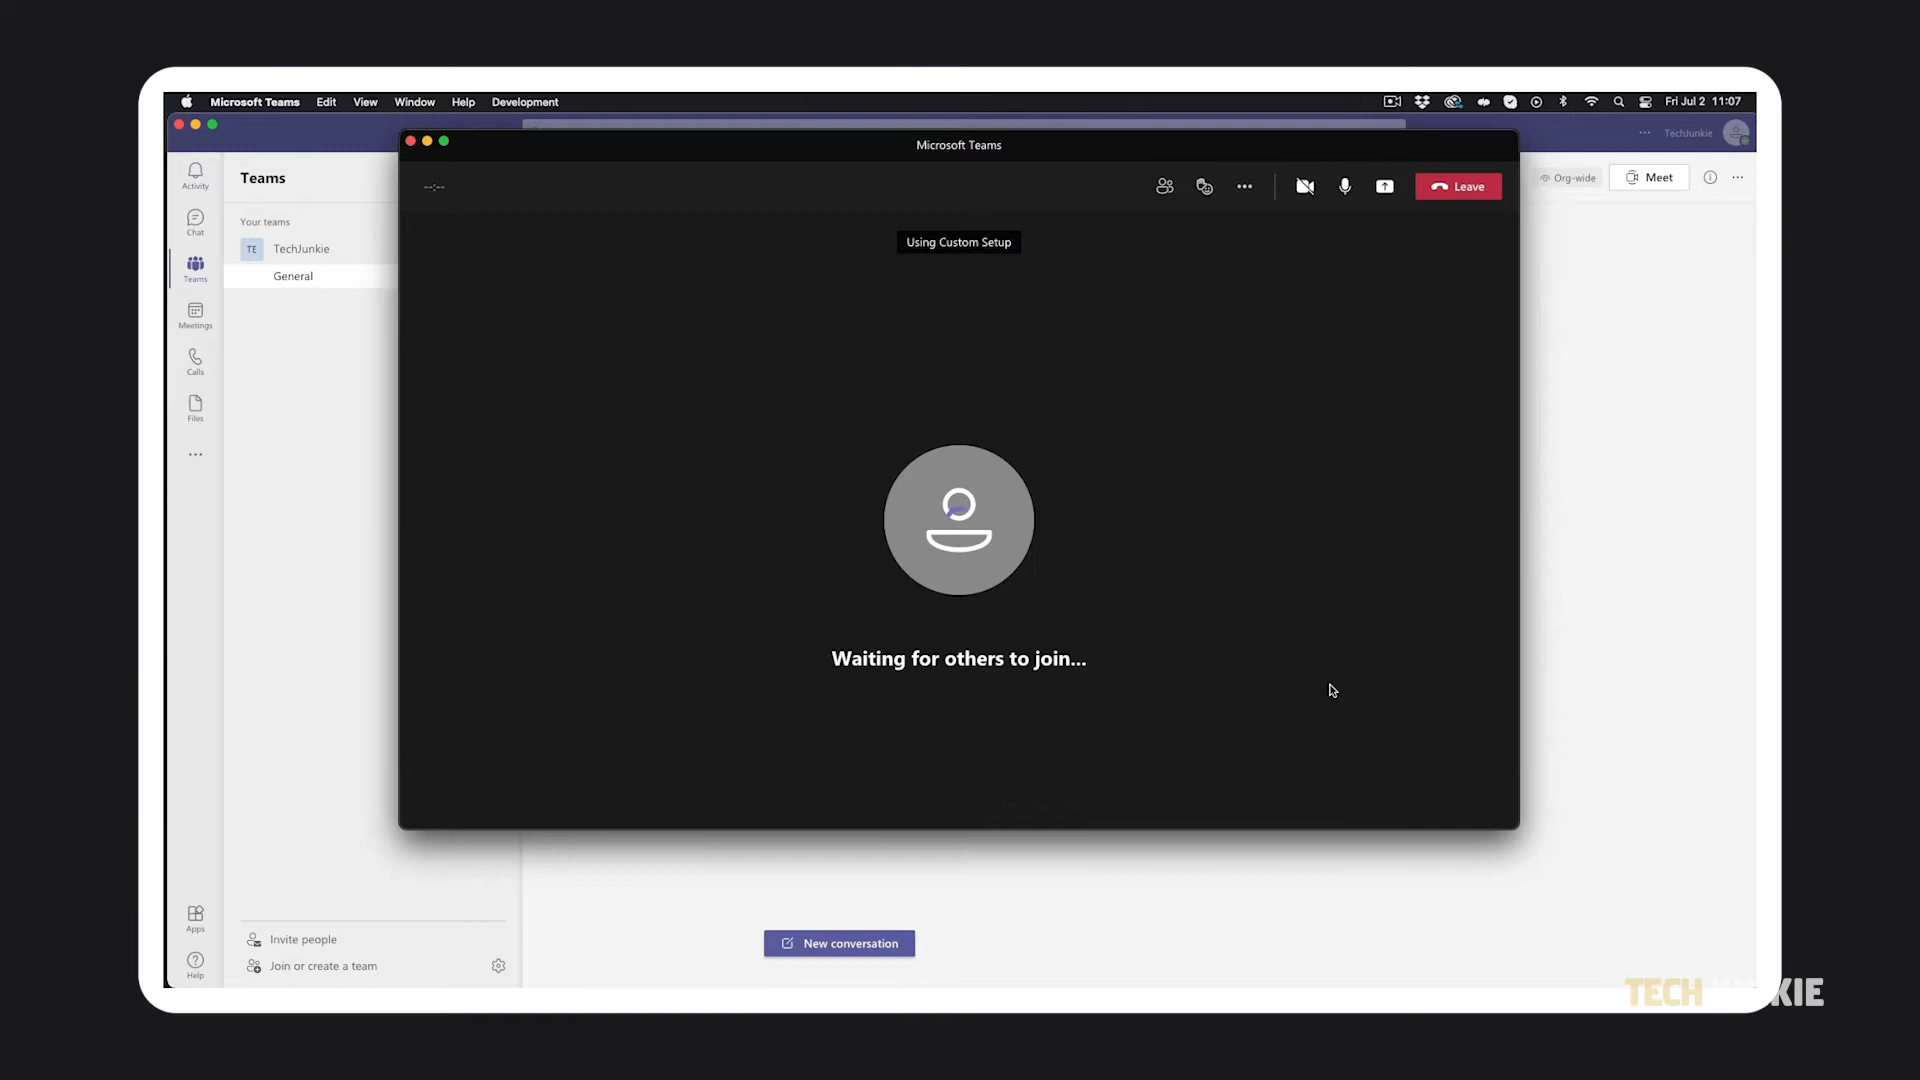 Microsoft Teams Edit View Window Help Development Fri Jul 2 11:07
TechJunkie
Microsoft Teams
Activity
Teams
--:--
Leave
Org-wide
Meet
Chat
Your teams
Using Custom Setup
TE TechJunkie
Teams
General
Meetings
Calls
Files
Waiting for others to join...
Apps
Invite people
New conversation
Join or create a team
Help